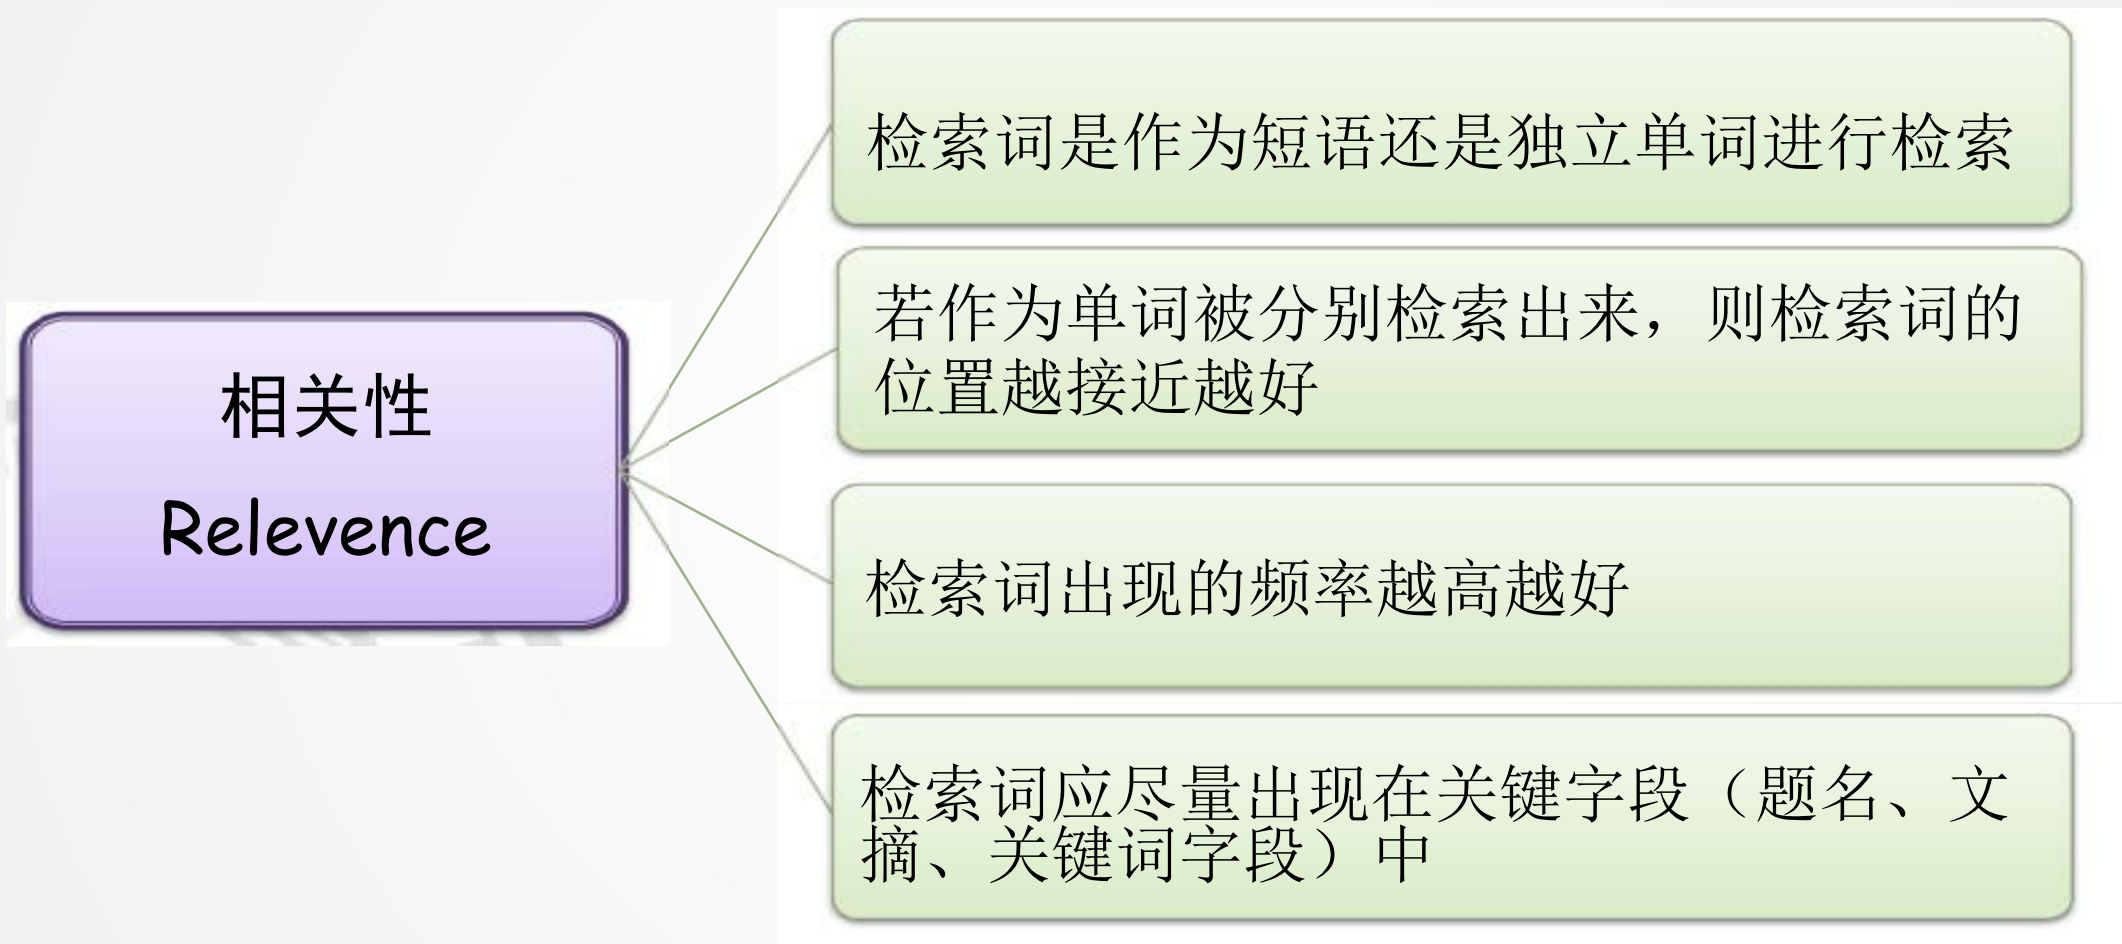 相关性
Relevence
检索词是作为短语还是独立单词进行检索
若作为单词被分别检索出来，则检索词的
位置越接近越好
检索词出现的频率越高越好
检索词应尽量出现在关键字段（题名、文
摘、关键词字段）中